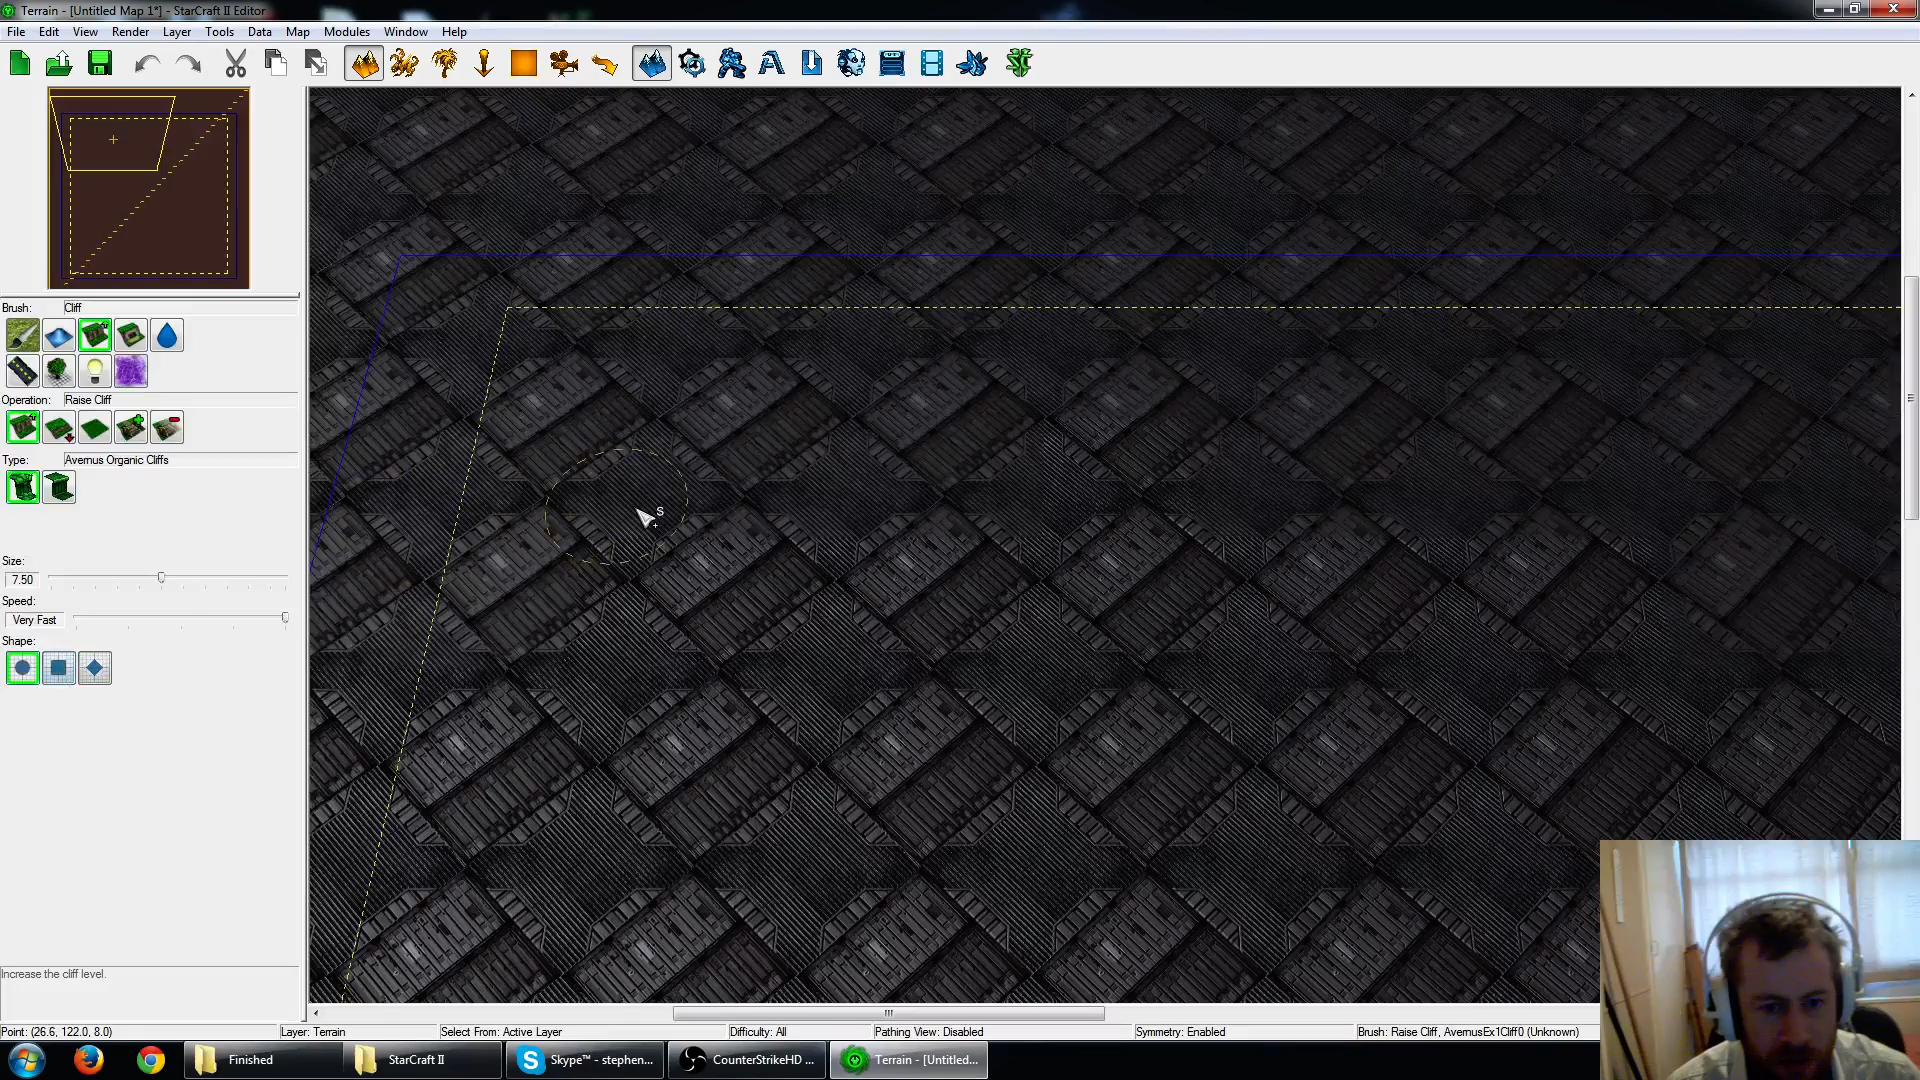 Terrain - [Untitled Map 1*] - StarCraft II Editor
File Edit View Render Layer Tools Data Map Modules Window Help
Brush: Cliff
Operation: Raise Cliff
Type: Avernus Organic Cliffs
Size:
7.50
Speed:
Very Fast
Shape:
S
Increase the cliff level.
Point: (26.6, 122.0, 8.0) Layer: Terrain Select From: Active Layer Difficulty: All Pathing View: Disabled Symmetry: Enabled Brush: Raise Cliff, AvernusEx1Cliff0 (Unknown)
Finished StarCraft II Skype™ - stephen... CounterStrikeHD ... Terrain - [Untitled...